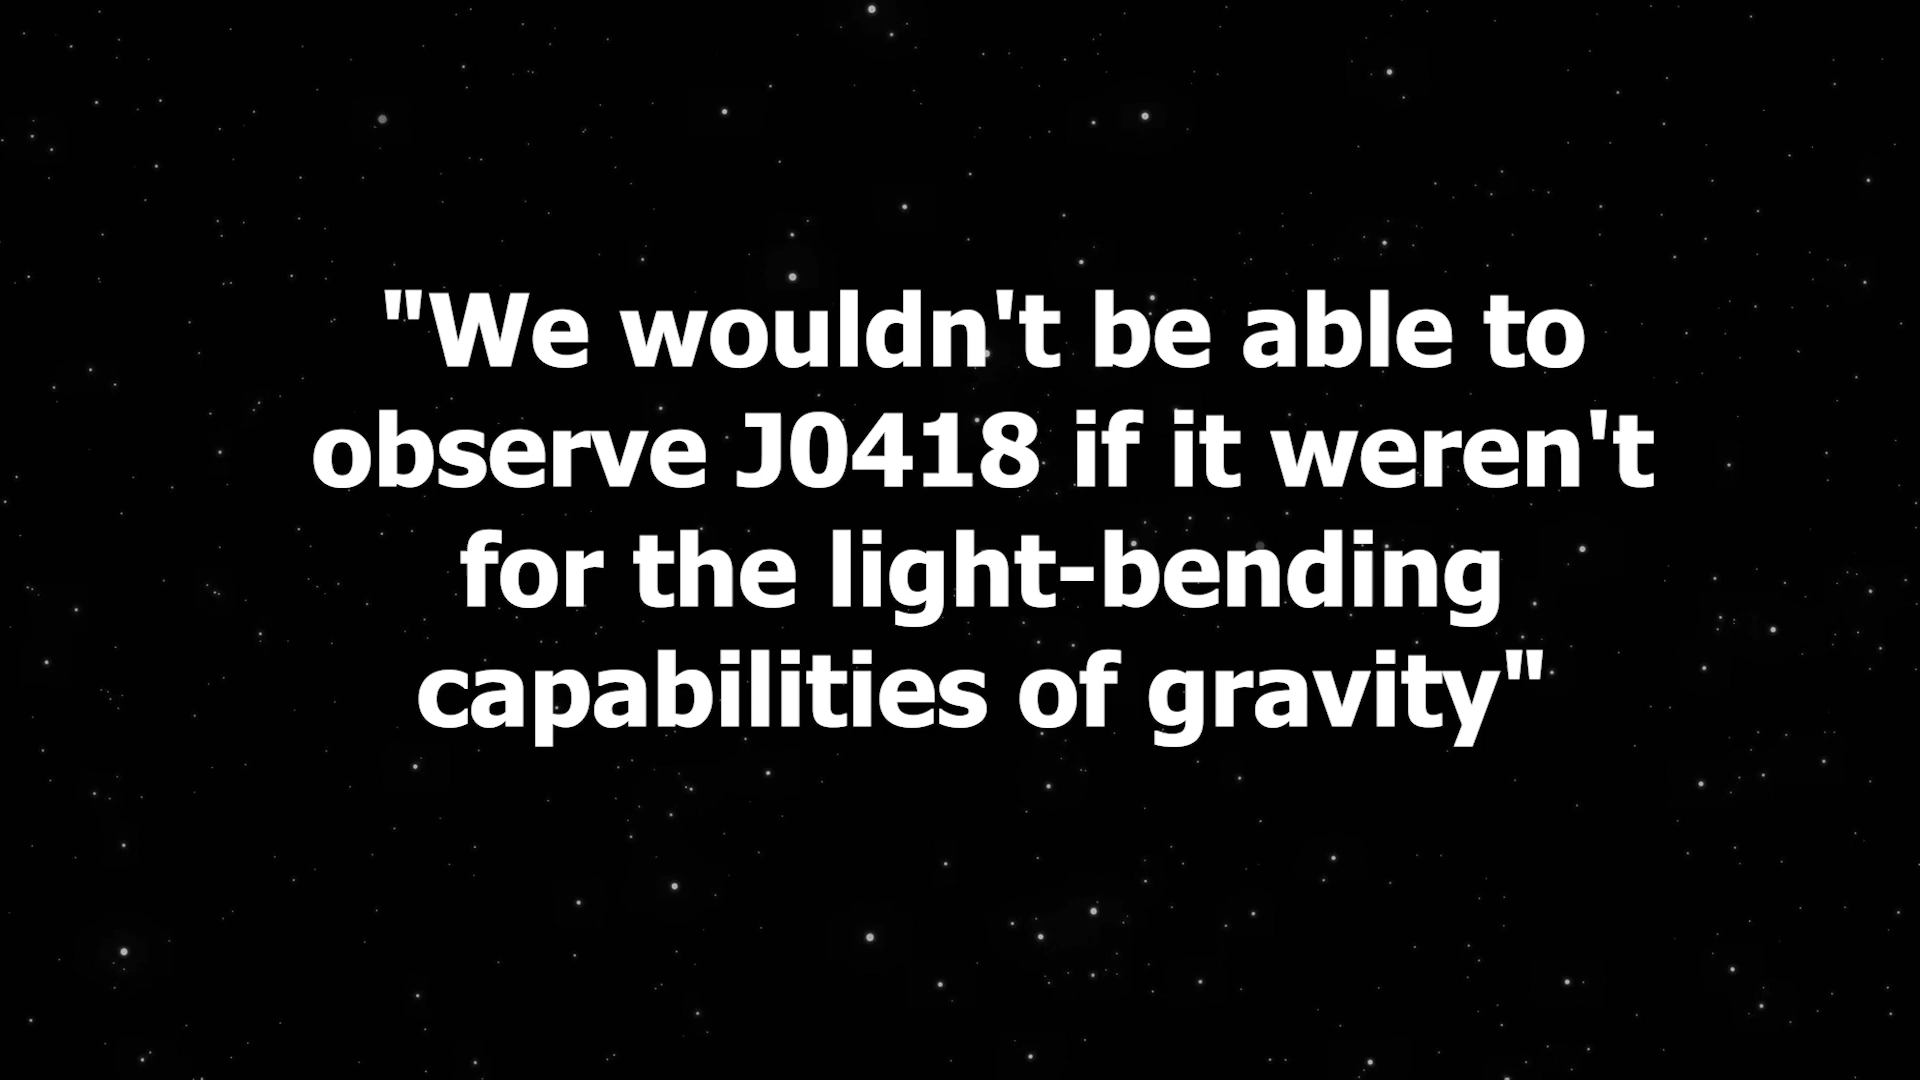 "We wouldn't be able to
observe J0418 if it weren't
for the light-bending
capabilities of gravity"